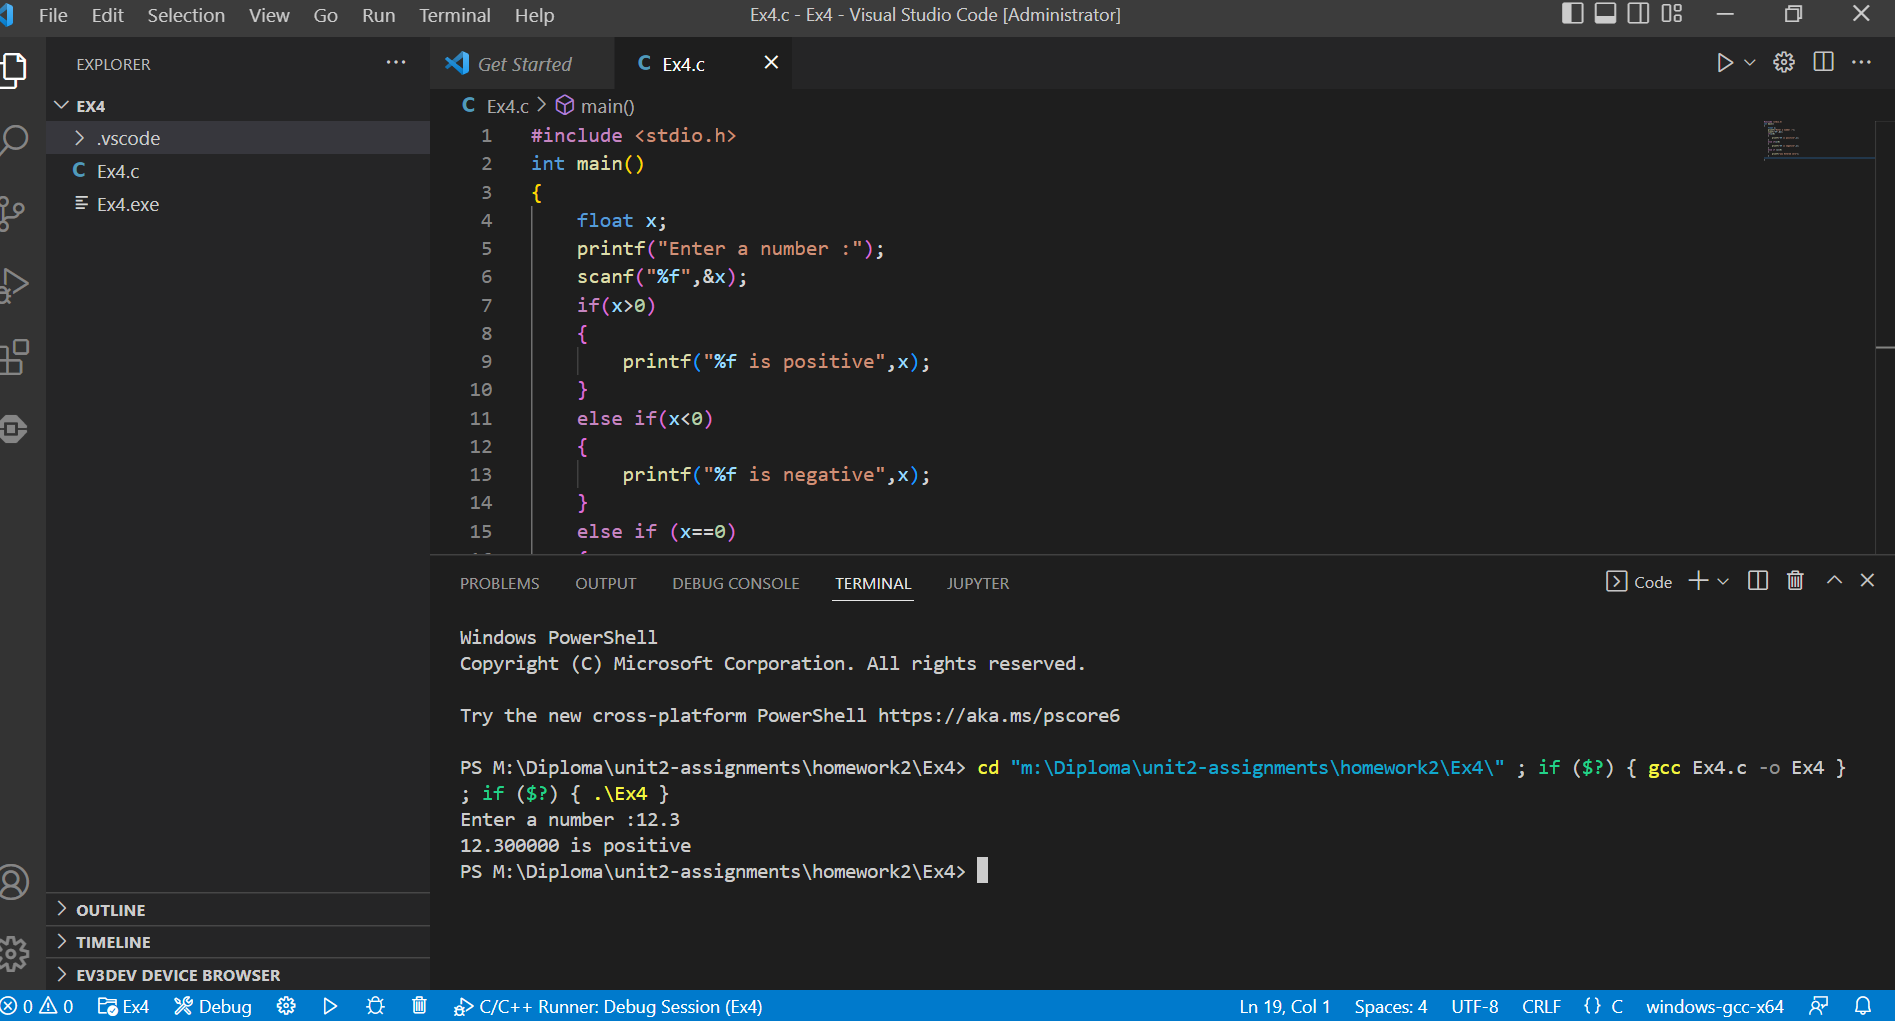 File Edit Selection View Go Run Terminal Help
Ex4.c - Ex4 - Visual Studio Code [Administrator]
EXPLORER
EX4
.vscode
C Ex4.c
Ex4.exe
OUTLINE
TIMELINE
EV3DEV DEVICE BROWSER
Get Started
C Ex4.c
C Ex4.c > main()
1 #include <stdio.h>
2 int main()
3 {
4 float x;
5 printf("Enter a number :");
6 scanf("%f",&x);
7 if(x>0)
8 {
9 printf("%f is positive",x);
10 }
11 else if(x<0)
12 {
13 printf("%f is negative",x);
14 }
15 else if (x==0)
PROBLEMS OUTPUT DEBUG CONSOLE TERMINAL JUPYTER
Code
Windows PowerShell
Copyright (C) Microsoft Corporation. All rights reserved.
Try the new cross-platform PowerShell https://aka.ms/pscore6
PS M:\Diploma\unit2-assignments\homework2\Ex4> cd "m:\Diploma\unit2-assignments\homework2\Ex4\" ; if ($?) { gcc Ex4.c -o Ex4 }
; if ($?) { .\Ex4 }
Enter a number :12.3
12.300000 is positive
PS M:\Diploma\unit2-assignments\homework2\Ex4>
0 0 Ex4 Debug C/C++ Runner: Debug Session (Ex4) Ln 19, Col 1 Spaces: 4 UTF-8 CRLF {} C windows-gcc-x64